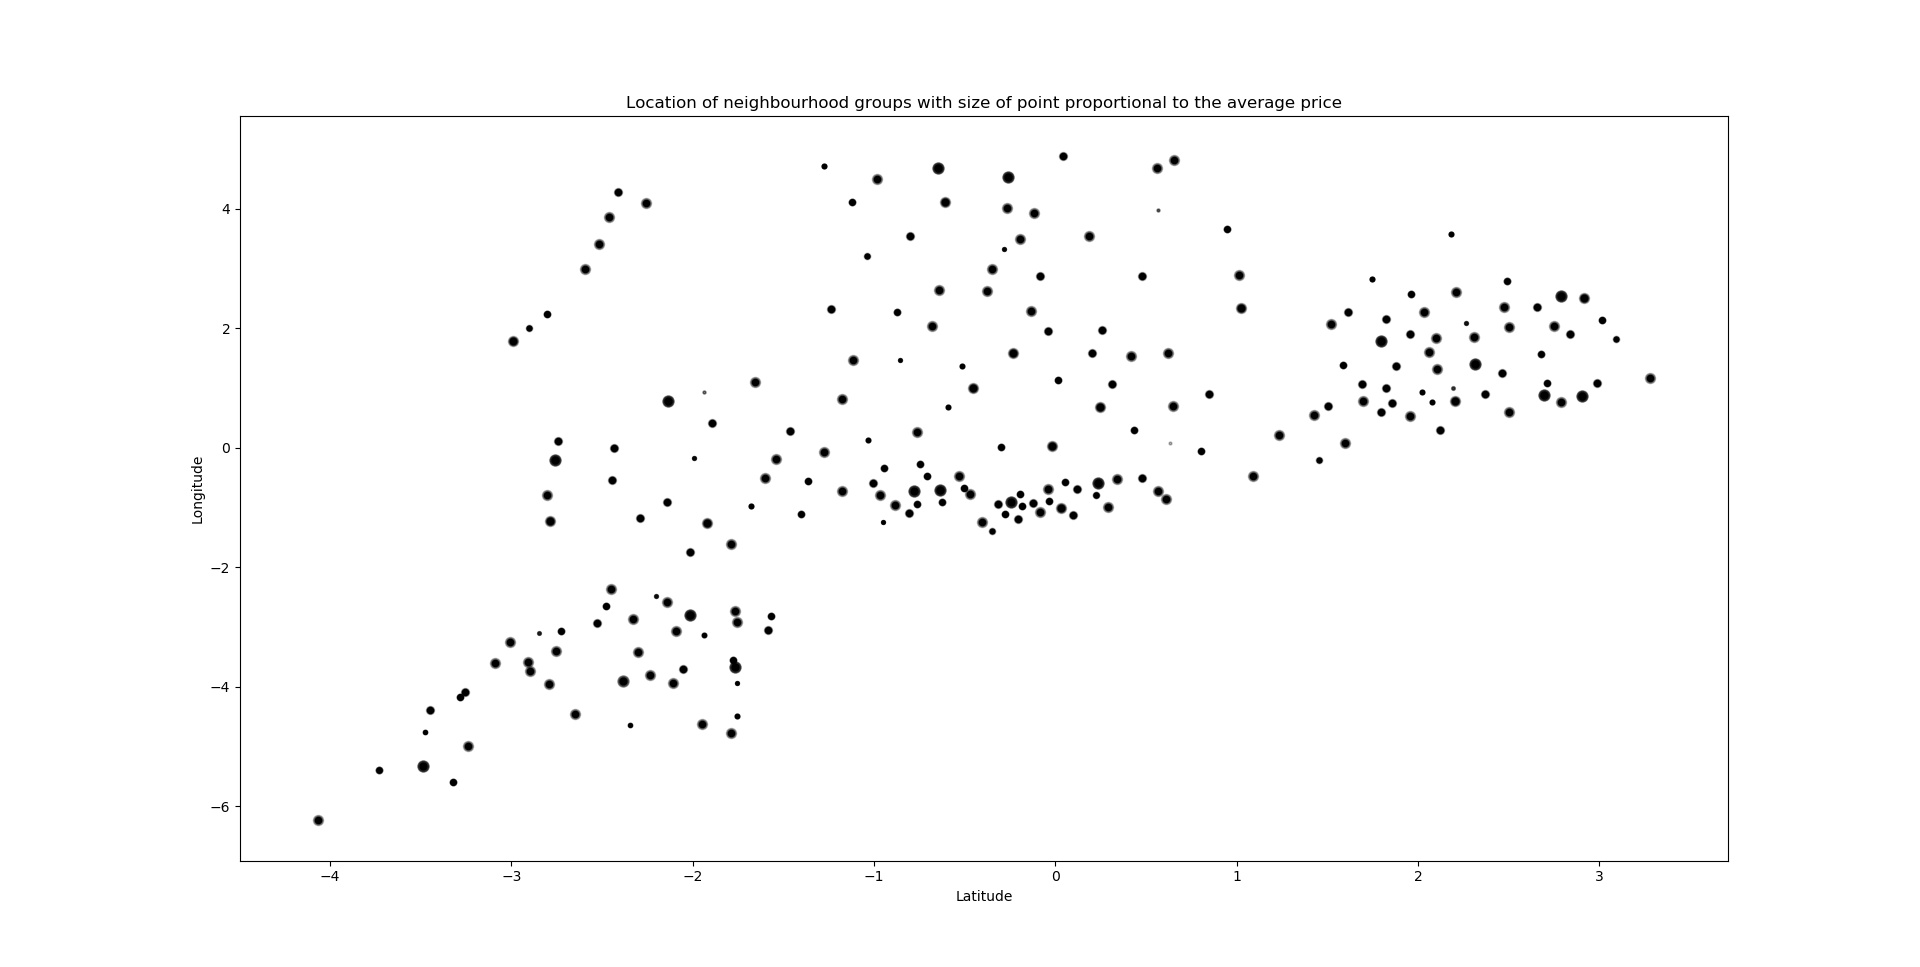 Location of neighbourhood groups with size of point proportional to the average price
4
2
0
−2
−4
−6
Longitude
−4 −3 −2 −1 0 1 2 3
Latitude